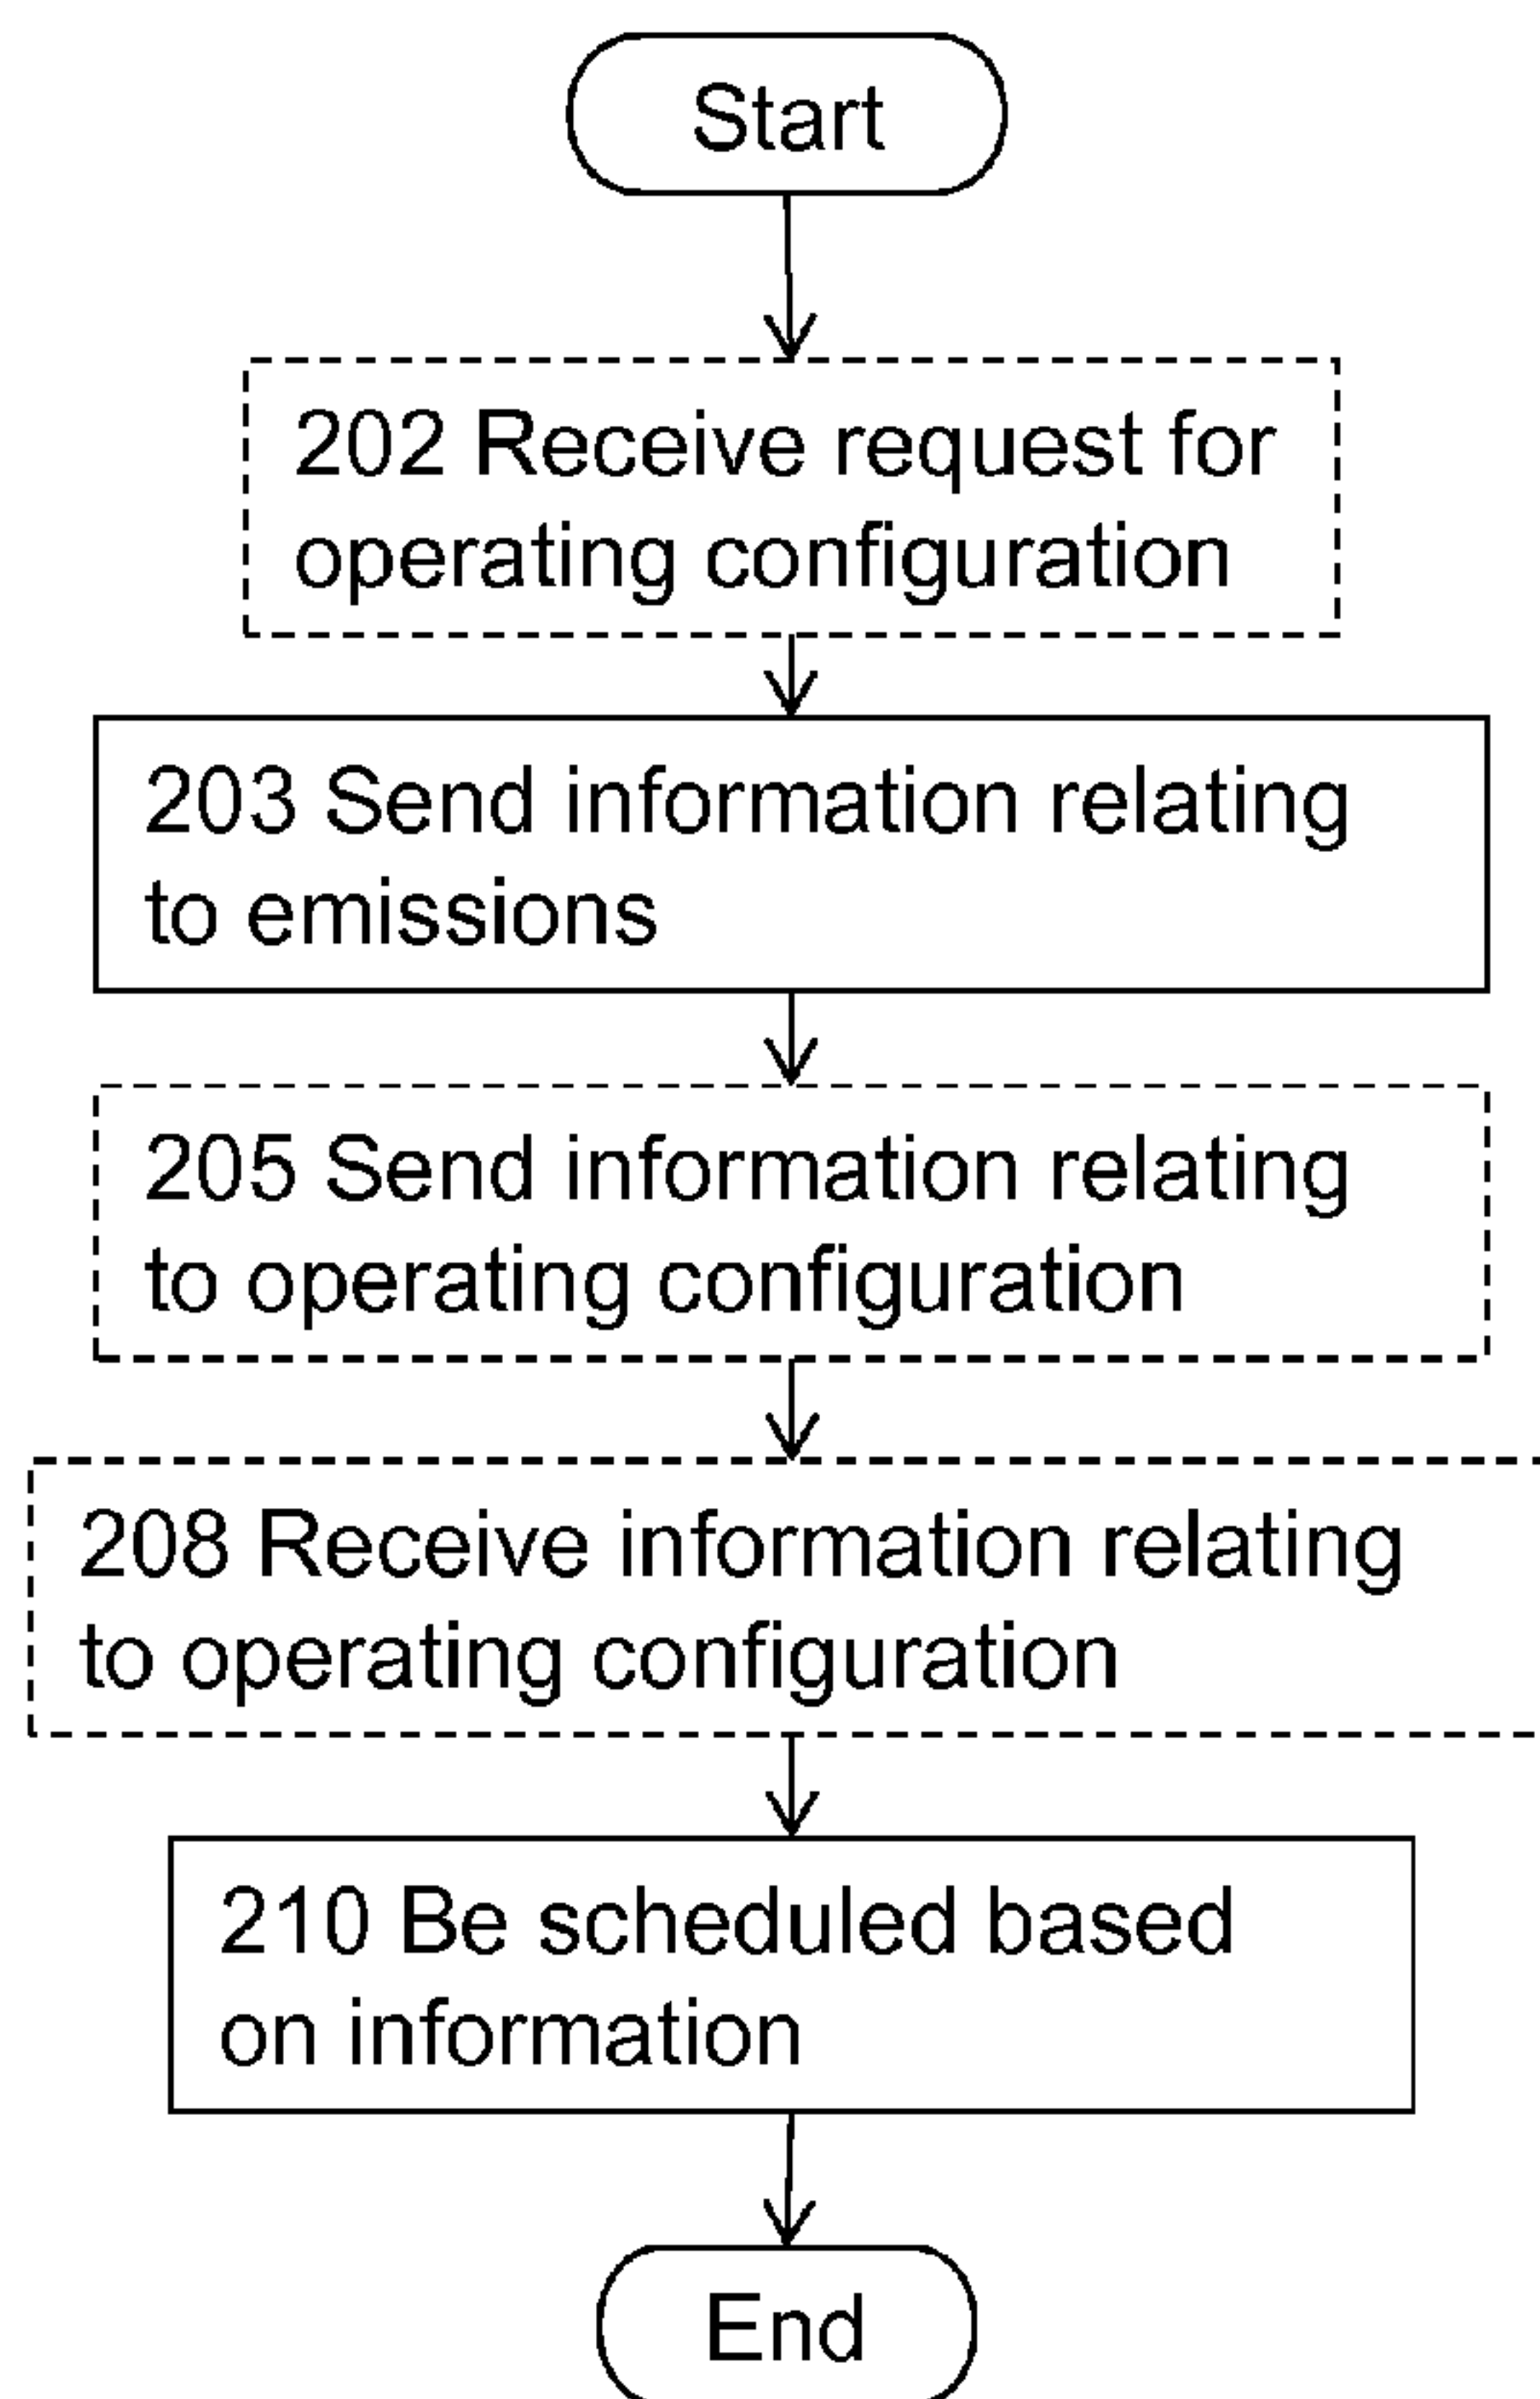 Start
202 Receive request for
operating configuration
203 Send information relating
to emissions
205 Send information relating
to operating configuration
208 Receive information relating
to operating configuration
210 Be scheduled based
on information
End